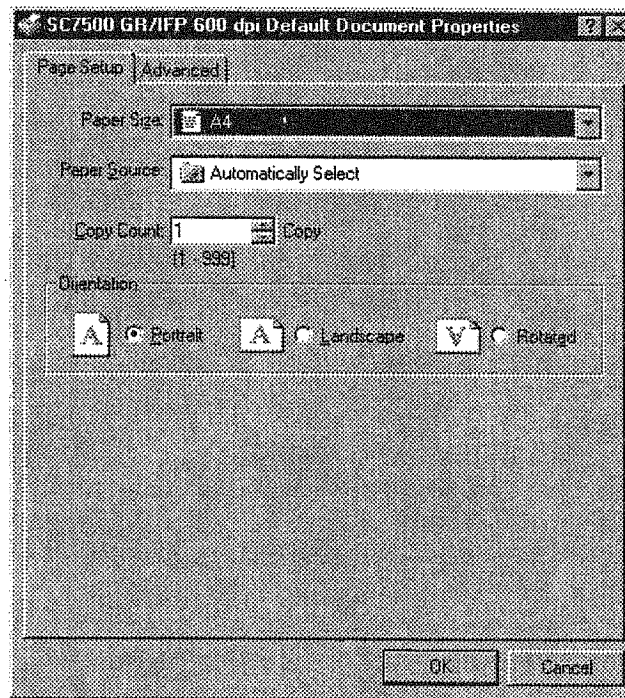 SC7500 GR/IFP 600 dpi Default Document Properties
Page Setup Advanced
Paper Size: A4
Paper Source: Automatically Select
Copy Count: 1 Copy
[1 - 999]
Orientation
A Portrait A Landscape A Rotated
OK Cancel